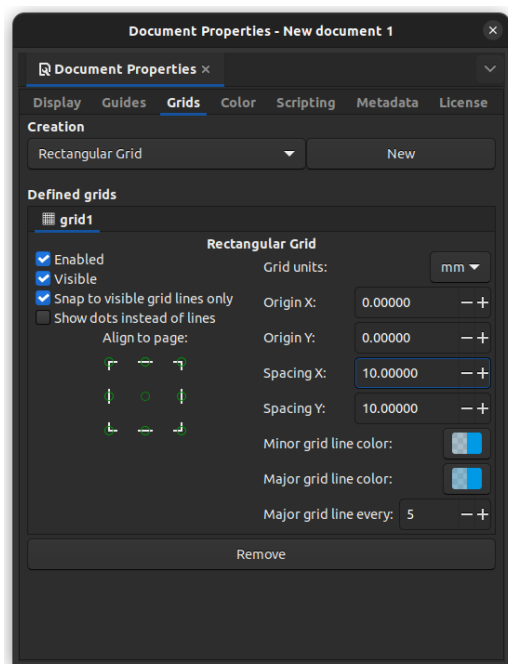 Document Properties - New document 1
Document Properties
Display Guides Grids Color Scripting Metadata License
Creation
Rectangular Grid New
Defined grids
grid1
Rectangular Grid
Enabled
Visible
Snap to visible grid lines only
Show dots instead of lines
Align to page:
Grid units: mm
Origin X: 0.00000
Origin Y: 0.00000
Spacing X: 10.00000
Spacing Y: 10.00000
Minor grid line color:
Major grid line color:
Major grid line every: 5
Remove